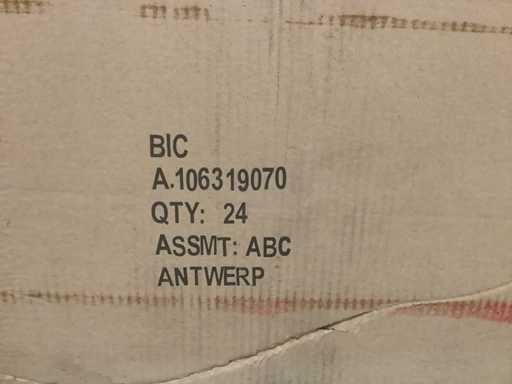 BIC
A.106319070
QTY: 24
ASSMT: ABC
ANTWERP